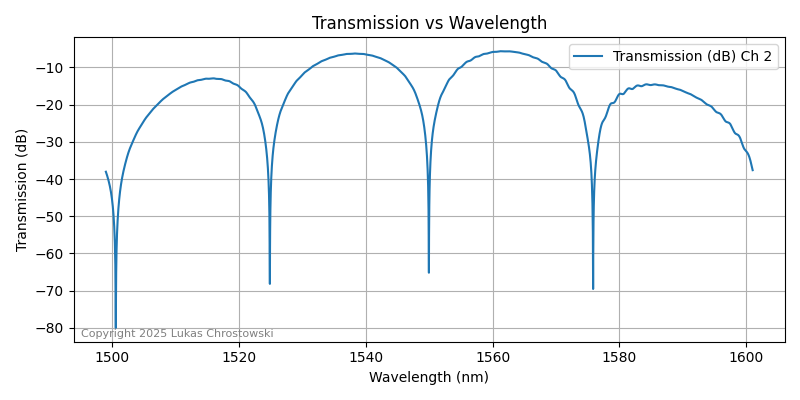 Transmission vs Wavelength
Transmission (dB) Ch 2
Transmission (dB)
−10
−20
−30
−40
−50
−60
−70
−80
Copyright 2025 Lukas Chrostowski
1500 1520 1540 1560 1580 1600
Wavelength (nm)